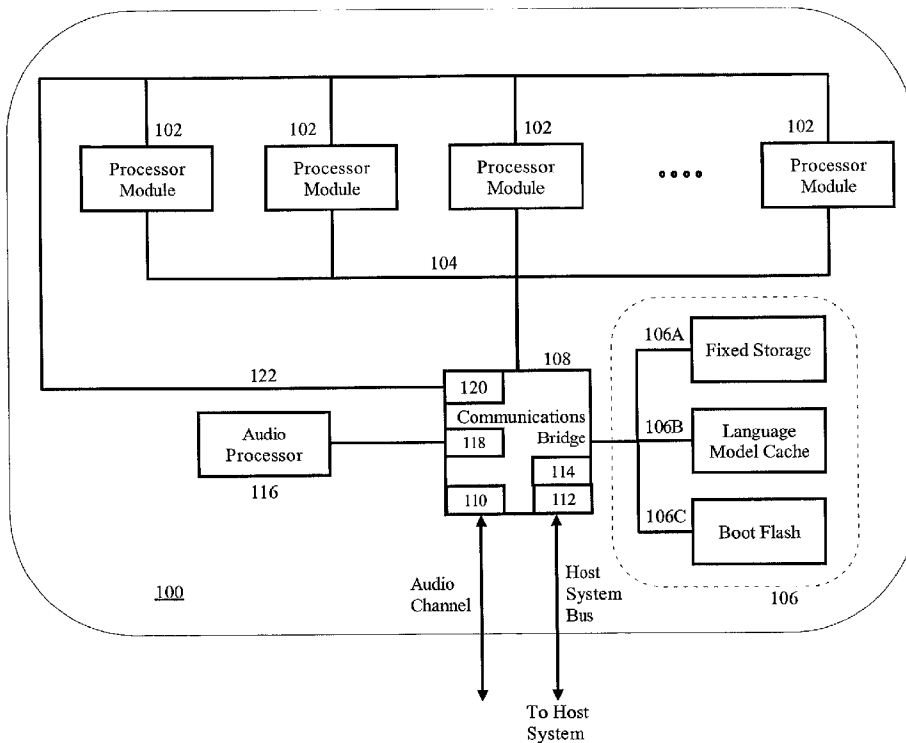 102
102
102
102
Processor
Module
Processor
Module
Processor
Module
Processor
Module
104
106A
Fixed Storage
108
122
120
Communications
Bridge
106B
Language
Model Cache
Audio
Processor
118
116
114
110
112
106C
Boot Flash
100
Audio
Channel
Host
System
Bus
106
To Host
System